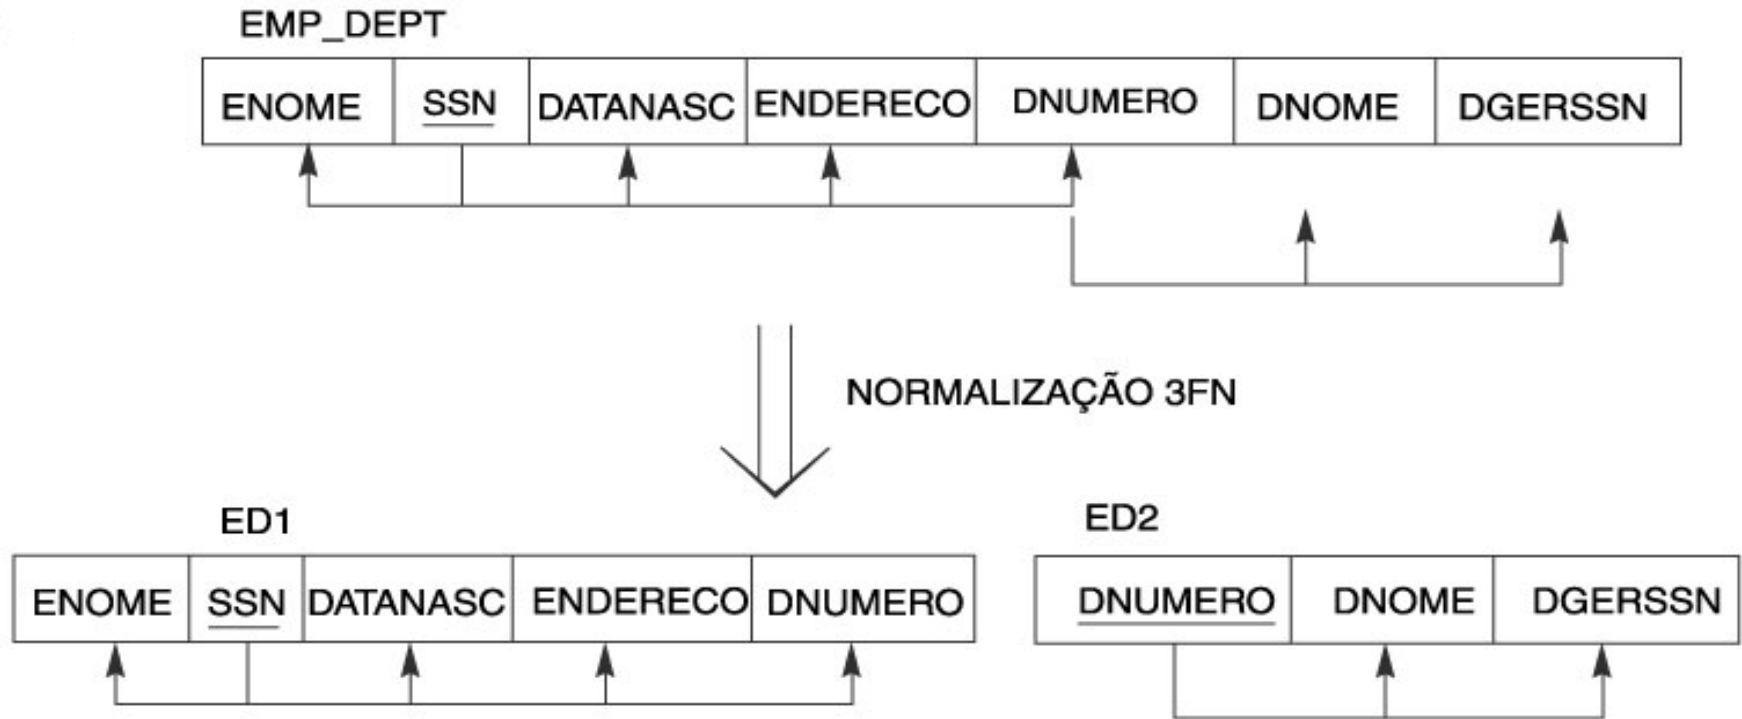 EMP_DEPT
ENOME SSN DATANASC ENDERECO DNUMERO DNOME DGERSSN
NORMALIZAÇÃO 3FN
ED1
ENOME SSN DATANASC ENDERECO DNUMERO
ED2
DNUMERO DNOME DGERSSN